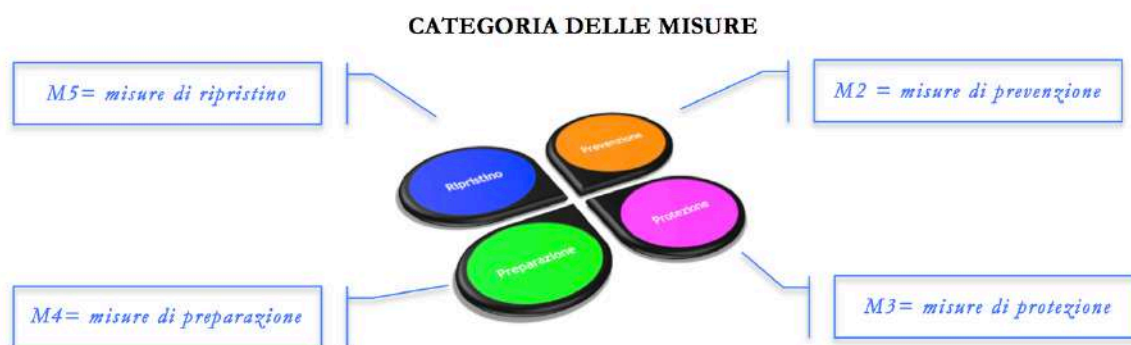 CATEGORIA DELLE MISURE
M5= misure di ripristino
M2 = misure di prevenzione
Prevenzione
Ripristino
Protezione
Preparazione
M4= misure di preparazione
M3= misure di protezione